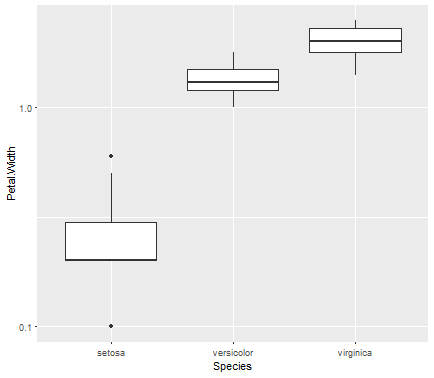 1.0
Petal.Width
0.1
setosa versicolor virginica
Species